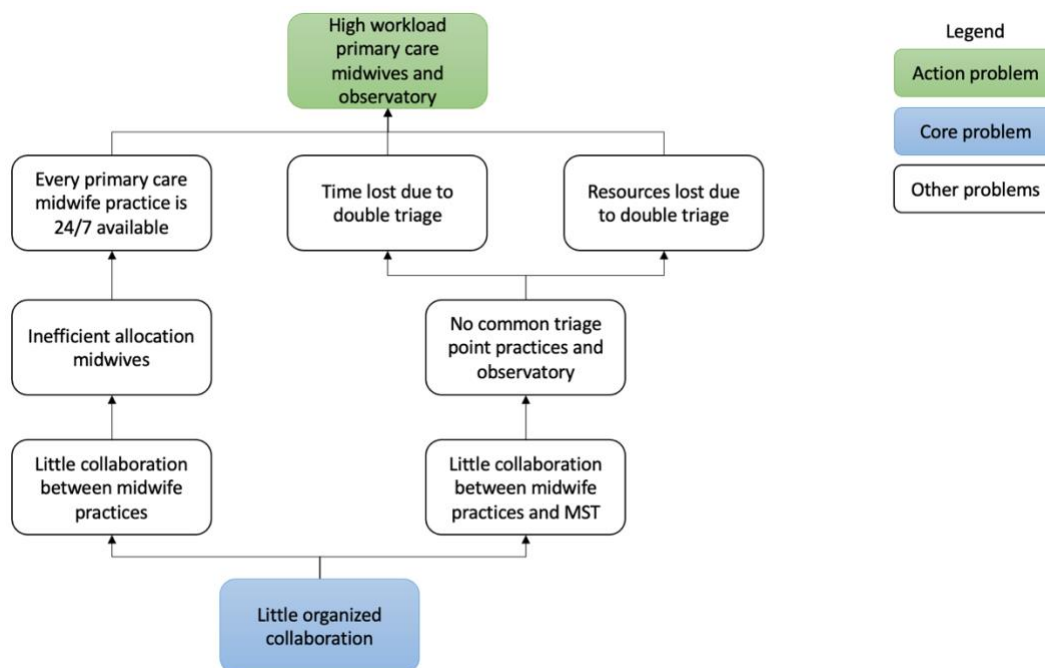 High workload
primary care
midwives and
observatory
Legend
Action problem
Core problem
Other problems
Every primary care
midwife practice is
24/7 available
Time lost due to
double triage
Resources lost due
to double triage
Inefficient allocation
midwives
No common triage
point practices and
observatory
Little collaboration
between midwife
practices
Little collaboration
between midwife
practices and MST
Little organized
collaboration